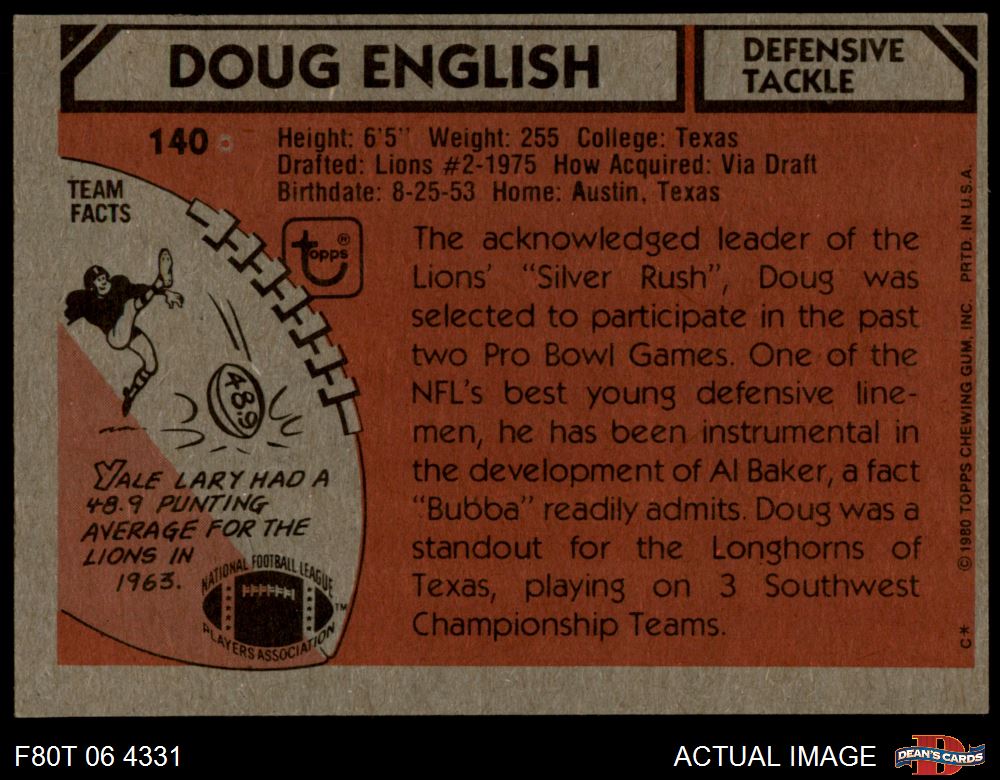 DOUG ENGLISH
DEFENSIVE
TACKLE
140
Height: 6'5" Weight: 255 College: Texas
Drafted: Lions #2-1975 How Acquired: Via Draft
Birthdate: 8-25-53 Home: Austin, Texas
TEAM
FACTS
topps®
48.9
YALE LARY HAD A
48.9 PUNTING
AVERAGE FOR THE
LIONS IN
1963.
NATIONAL FOOTBALL LEAGUE
PLAYERS ASSOCIATION
TM
The acknowledged leader of the
Lions' "Silver Rush", Doug was
selected to participate in the past
two Pro Bowl Games. One of the
NFL's best young defensive line-
men, he has been instrumental in
the development of Al Baker, a fact
"Bubba" readily admits. Doug was a
standout for the Longhorns of
Texas, playing on 3 Southwest
Championship Teams.
C* © 1980 TOPPS CHEWING GUM, INC. PRTD. IN U.S.A.
F80T 06 4331
ACTUAL IMAGE
D
DEAN'S CARDS